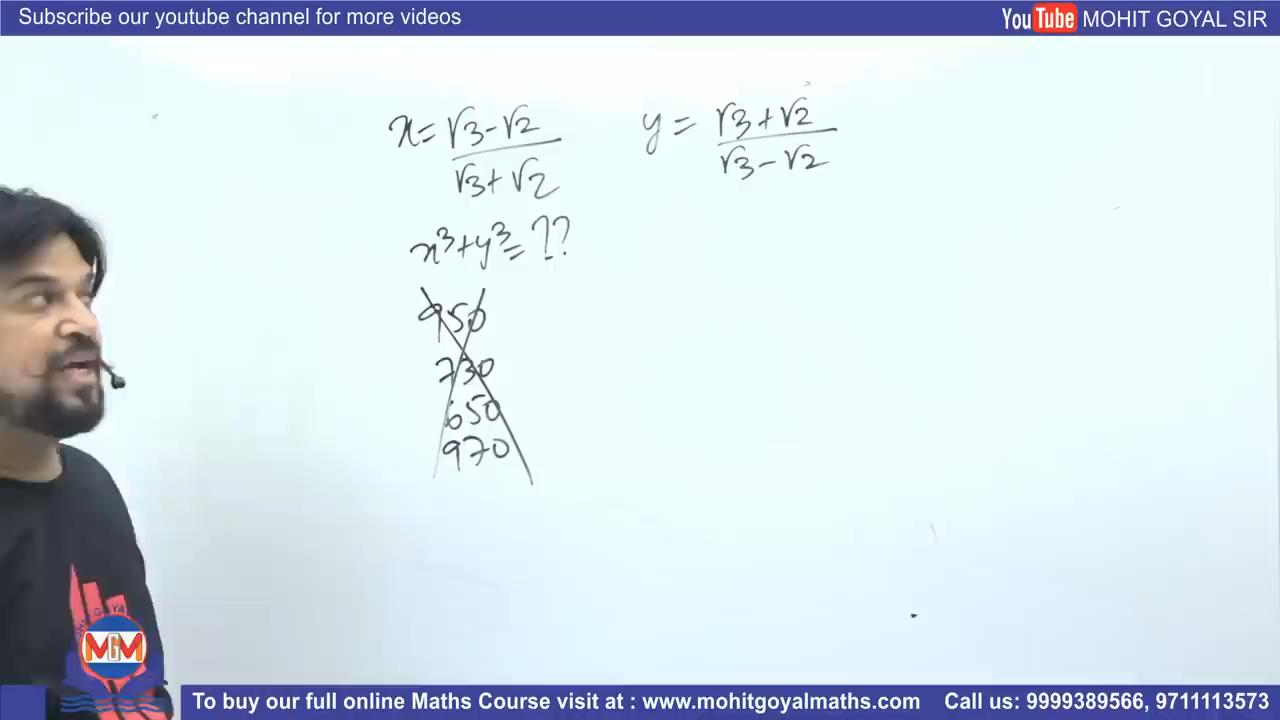 Subscribe our youtube channel for more videos
YouTube MOHIT GOYAL SIR
x = √3-√2 / √3+√2 y = √3+√2 / √3-√2
x³+y³ = ??
950
730
650
970
MGM
To buy our full online Maths Course visit at : www.mohitgoyalmaths.com Call us: 9999389566, 9711113573